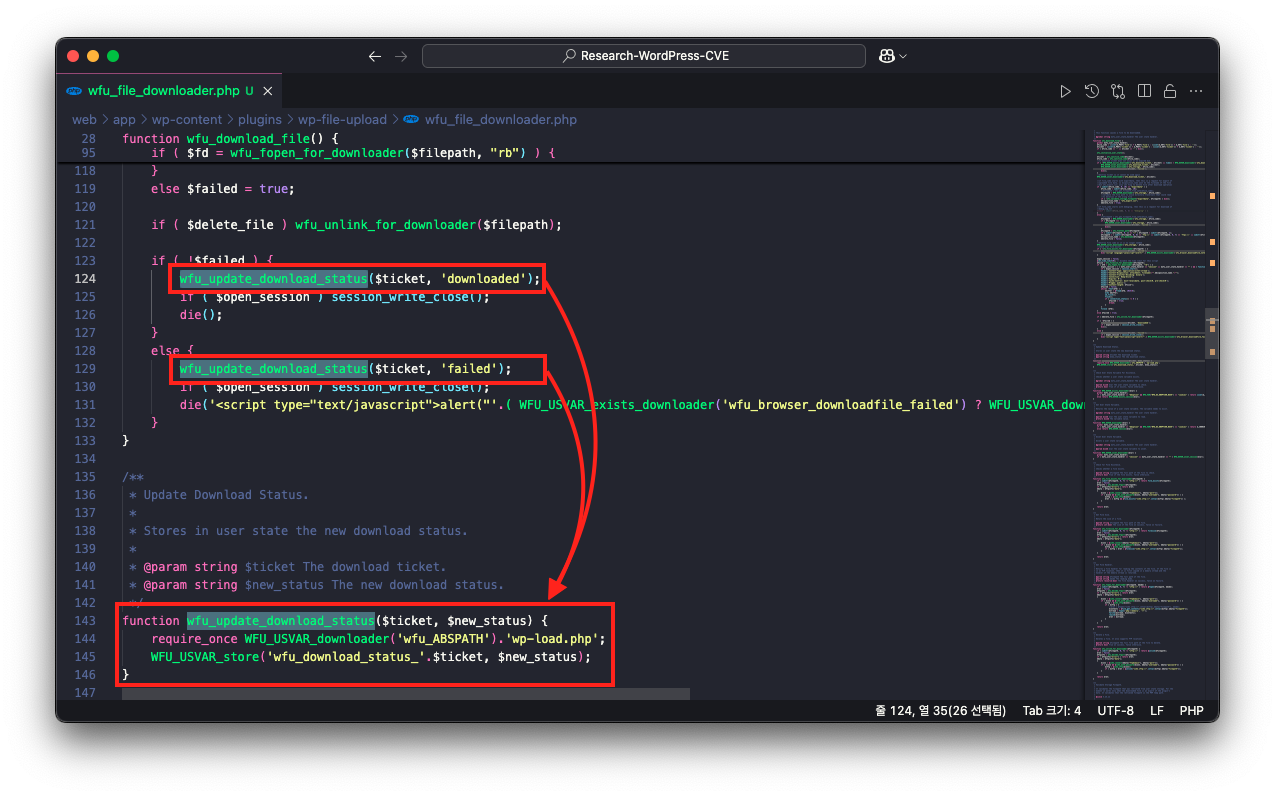 Research-WordPress-CVE
wfu_file_downloader.php U
web > app > wp-content > plugins > wp-file-upload > wfu_file_downloader.php
28 function wfu_download_file() {
95 if ( $fd = wfu_fopen_for_downloader($filepath, "rb") ) {
118 }
119 else $failed = true;
120
121 if ( $delete_file ) wfu_unlink_for_downloader($filepath);
122
123 if ( !$failed ) {
124 wfu_update_download_status($ticket, 'downloaded');
125 if ( $open_session ) session_write_close();
126 die();
127 }
128 else {
129 wfu_update_download_status($ticket, 'failed');
130 if ( $open_session ) session_write_close();
131 die('<script type="text/javascript">alert("'.( WFU_USVAR_exists_downloader('wfu_browser_downloadfile_failed') ? WFU_USVAR_dow
132 }
133 }
134
135 /**
136 * Update Download Status.
137 *
138 * Stores in user state the new download status.
139 *
140 * @param string $ticket The download ticket.
141 * @param string $new_status The new download status.
142 */
143 function wfu_update_download_status($ticket, $new_status) {
144 require_once WFU_USVAR_downloader('wfu_ABSPATH').'wp-load.php';
145 WFU_USVAR_store('wfu_download_status_'.$ticket, $new_status);
146 }
147
줄 124, 열 35(26 선택됨) Tab 크기: 4 UTF-8 LF PHP